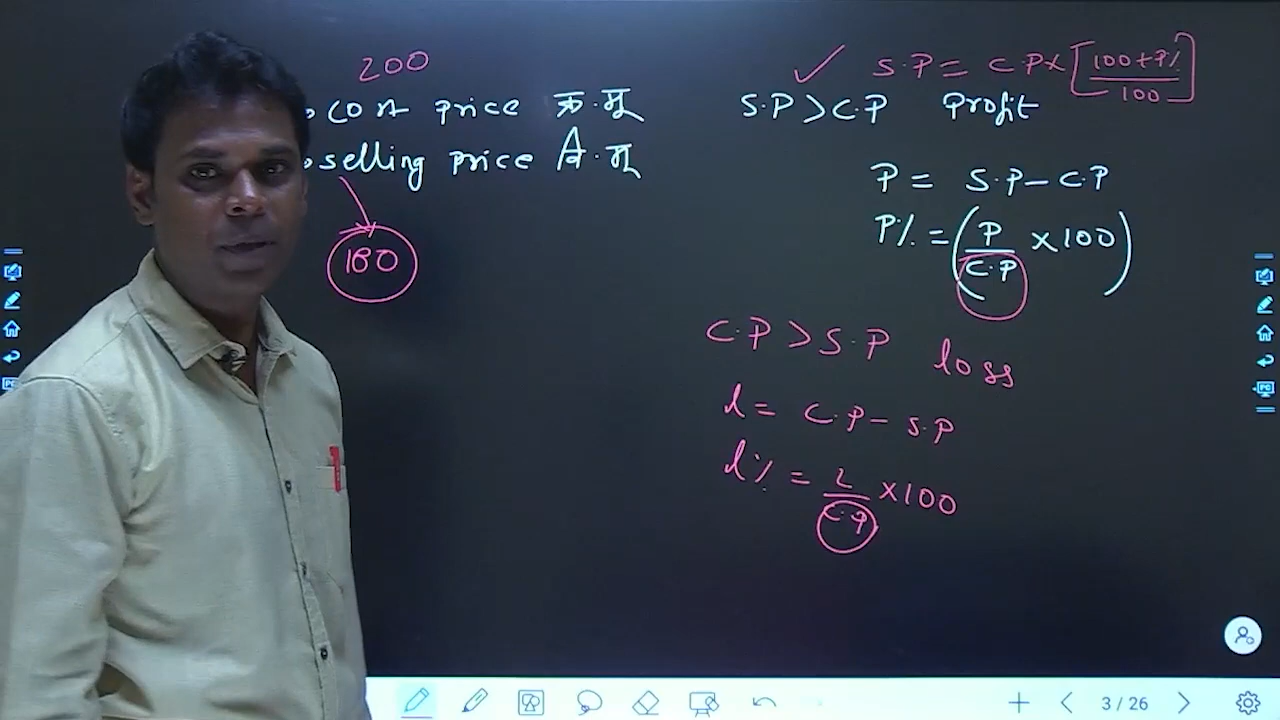 200
cost price क्र.मू
selling price वि.मू
180
✓ S.P = C.P × [100+P% / 100]
S.P > C.P Profit
P = S.P - C.P
P% = (P / C.P × 100)
C.P > S.P loss
l = C.P - S.P
l% = L / C.P × 100
3 / 26